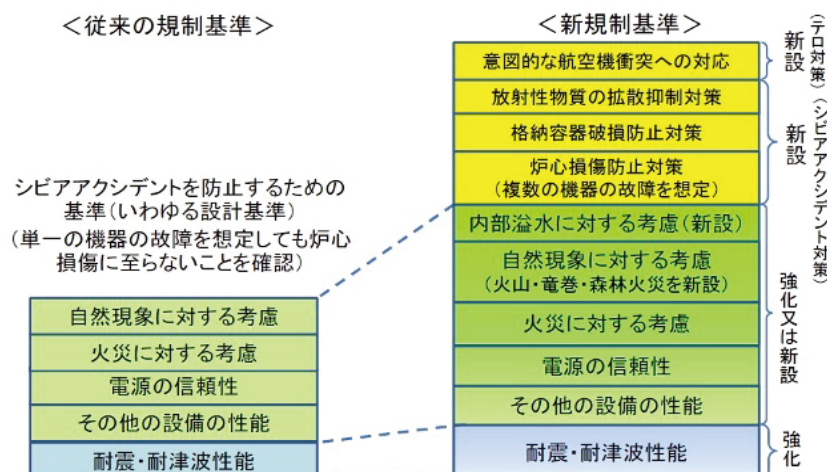 ＜従来の規制基準＞
シビアアクシデントを防止するための
基準(いわゆる設計基準)
(単一の機器の故障を想定しても炉心
損傷に至らないことを確認)
自然現象に対する考慮
火災に対する考慮
電源の信頼性
その他の設備の性能
耐震・耐津波性能
＜新規制基準＞
意図的な航空機衝突への対応
放射性物質の拡散抑制対策
格納容器破損防止対策
炉心損傷防止対策
(複数の機器の故障を想定)
内部溢水に対する考慮(新設)
自然現象に対する考慮
(火山・竜巻・森林火災を新設)
火災に対する考慮
電源の信頼性
その他の設備の性能
耐震・耐津波性能
新設
(テロ対策)
新設
(シビアアクシデント対策)
強化又は新設
強化